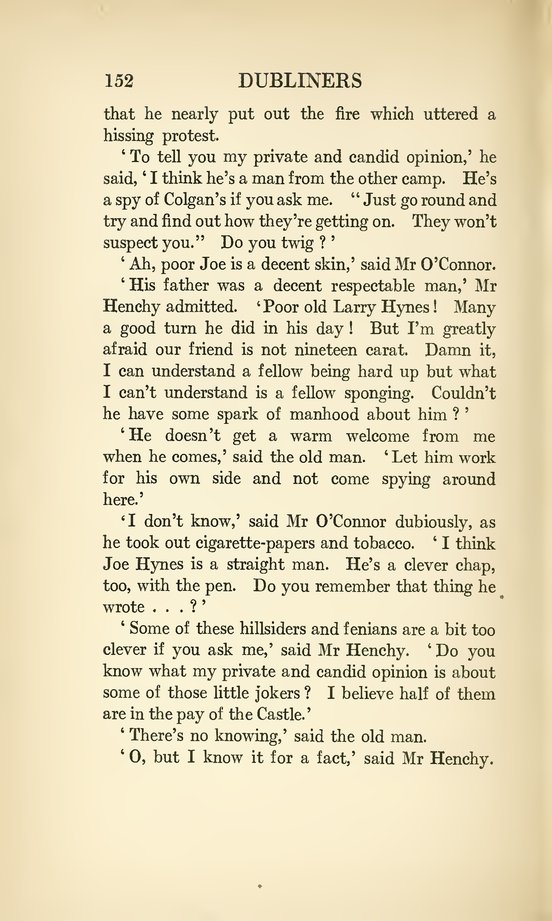 152 DUBLINERS
that he nearly put out the fire which uttered a
hissing protest.
‘To tell you my private and candid opinion,’ he
said, ‘I think he’s a man from the other camp. He’s
a spy of Colgan’s if you ask me. “Just go round and
try and find out how they’re getting on. They won’t
suspect you.” Do you twig ?’
‘Ah, poor Joe is a decent skin,’ said Mr O’Connor.
‘His father was a decent respectable man,’ Mr
Henchy admitted. ‘Poor old Larry Hynes ! Many
a good turn he did in his day ! But I’m greatly
afraid our friend is not nineteen carat. Damn it,
I can understand a fellow being hard up but what
I can’t understand is a fellow sponging. Couldn’t
he have some spark of manhood about him ?’
‘He doesn’t get a warm welcome from me
when he comes,’ said the old man. ‘Let him work
for his own side and not come spying around
here.’
‘I don’t know,’ said Mr O’Connor dubiously, as
he took out cigarette-papers and tobacco. ‘I think
Joe Hynes is a straight man. He’s a clever chap,
too, with the pen. Do you remember that thing he
wrote . . . ?’
‘Some of these hillsiders and fenians are a bit too
clever if you ask me,’ said Mr Henchy. ‘Do you
know what my private and candid opinion is about
some of those little jokers ? I believe half of them
are in the pay of the Castle.’
‘There’s no knowing,’ said the old man.
‘O, but I know it for a fact,’ said Mr Henchy.